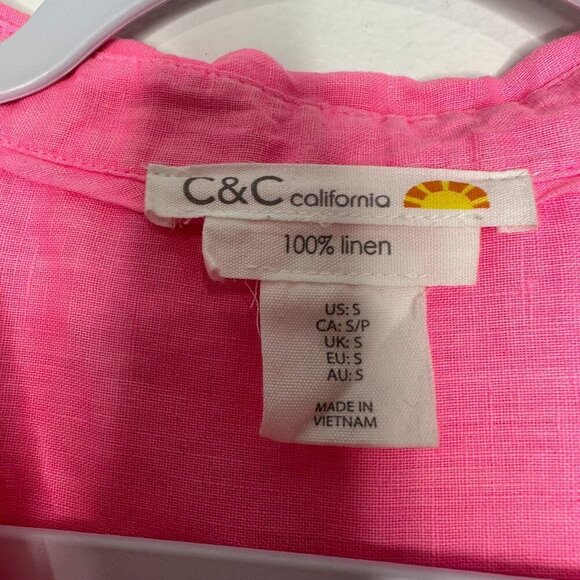 C&C california
100% linen
US: S
CA: S/P
UK: S
EU: S
AU: S
MADE IN
VIETNAM